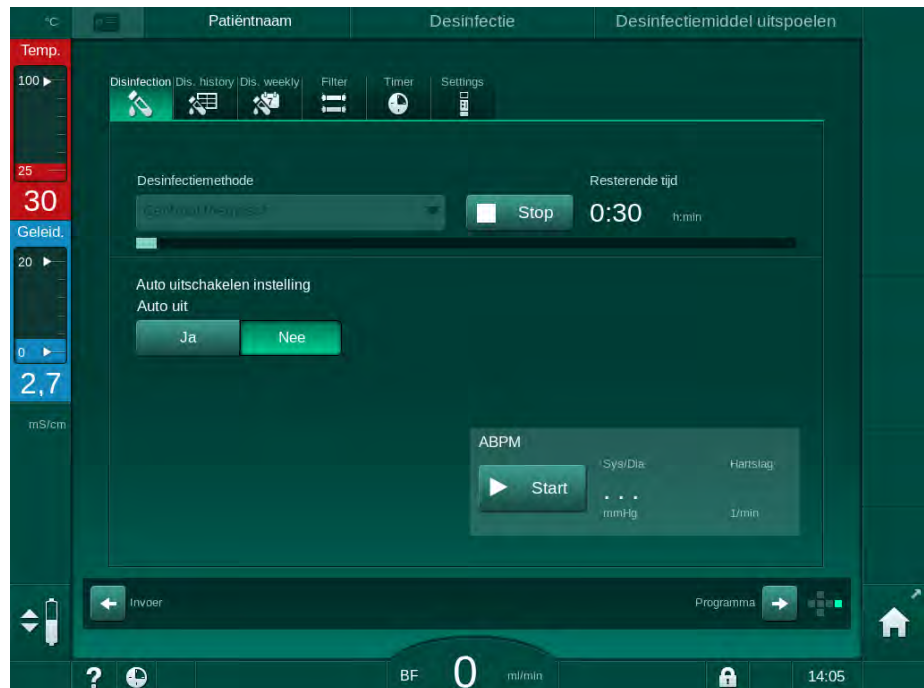 °C Patiëntnaam Desinfectie Desinfectiemiddel uitspoelen
Temp.
100
25
30
Geleid.
20
0
2,7
mS/cm
Disinfection Dis. history Dis. weekly Filter Timer Settings
7
Desinfectiemethode Resterende tijd
Stop 0:30 h:min
Auto uitschakelen instelling
Auto uit
Ja Nee
ABPM
Sys/Dia Hartslag
Start . . .
mmHg 1/min
Invoer Programma
? BF 0 ml/min 14:05